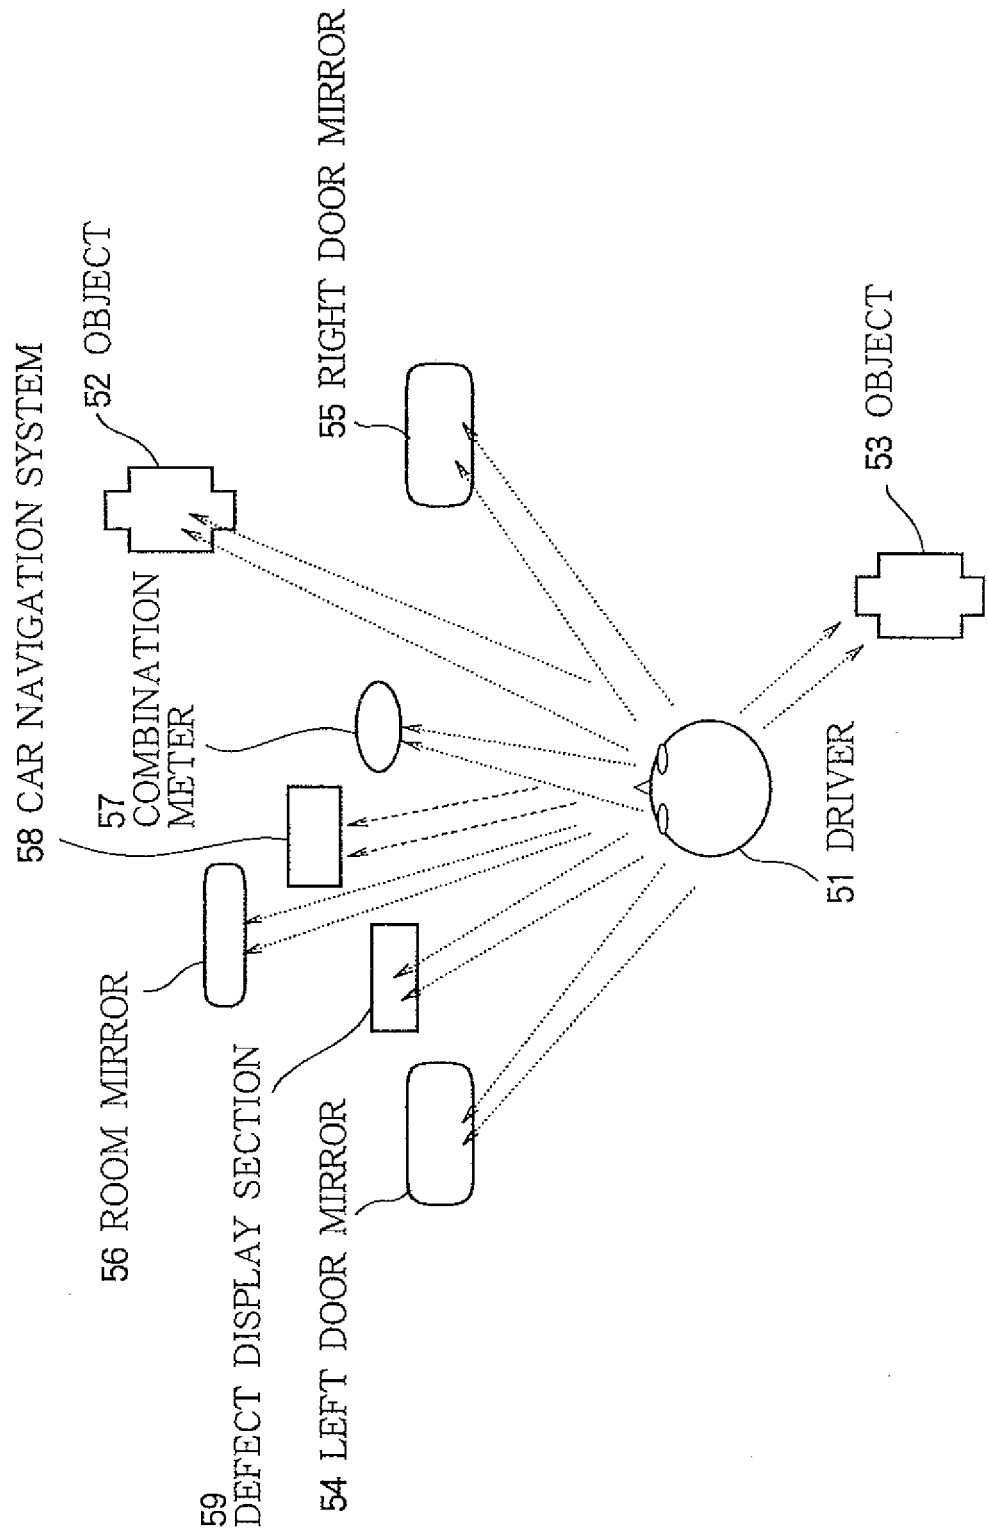 58 CAR NAVIGATION SYSTEM
52 OBJECT
57
COMBINATION
METER
56 ROOM MIRROR
59
DEFECT DISPLAY SECTION
55 RIGHT DOOR MIRROR
54 LEFT DOOR MIRROR
51 DRIVER
53 OBJECT